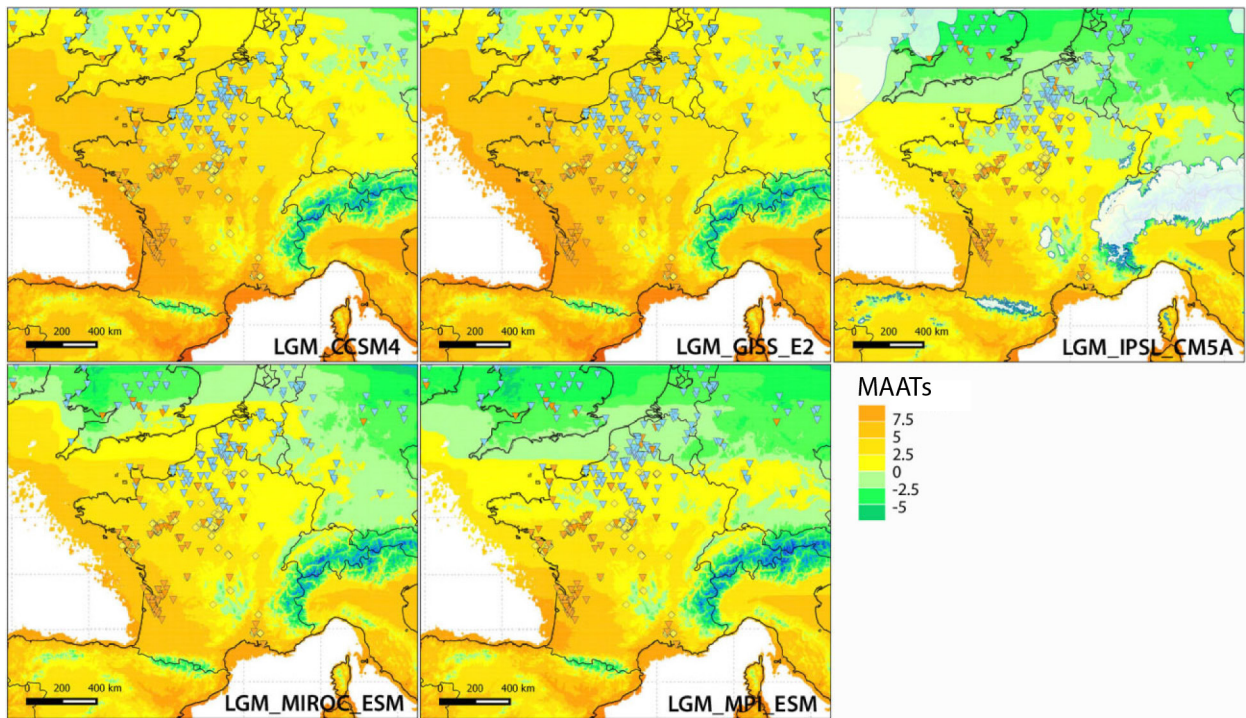 0 200 400 km
LGM_CCSM4
0 200 400 km
LGM_GISS_E2
0 200 400 km
LGM_IPSL_CM5A
0 200 400 km
LGM_MIROC_ESM
0 200 400 km
LGM_MPI_ESM
MAATs
7.5
5
2.5
0
-2.5
-5